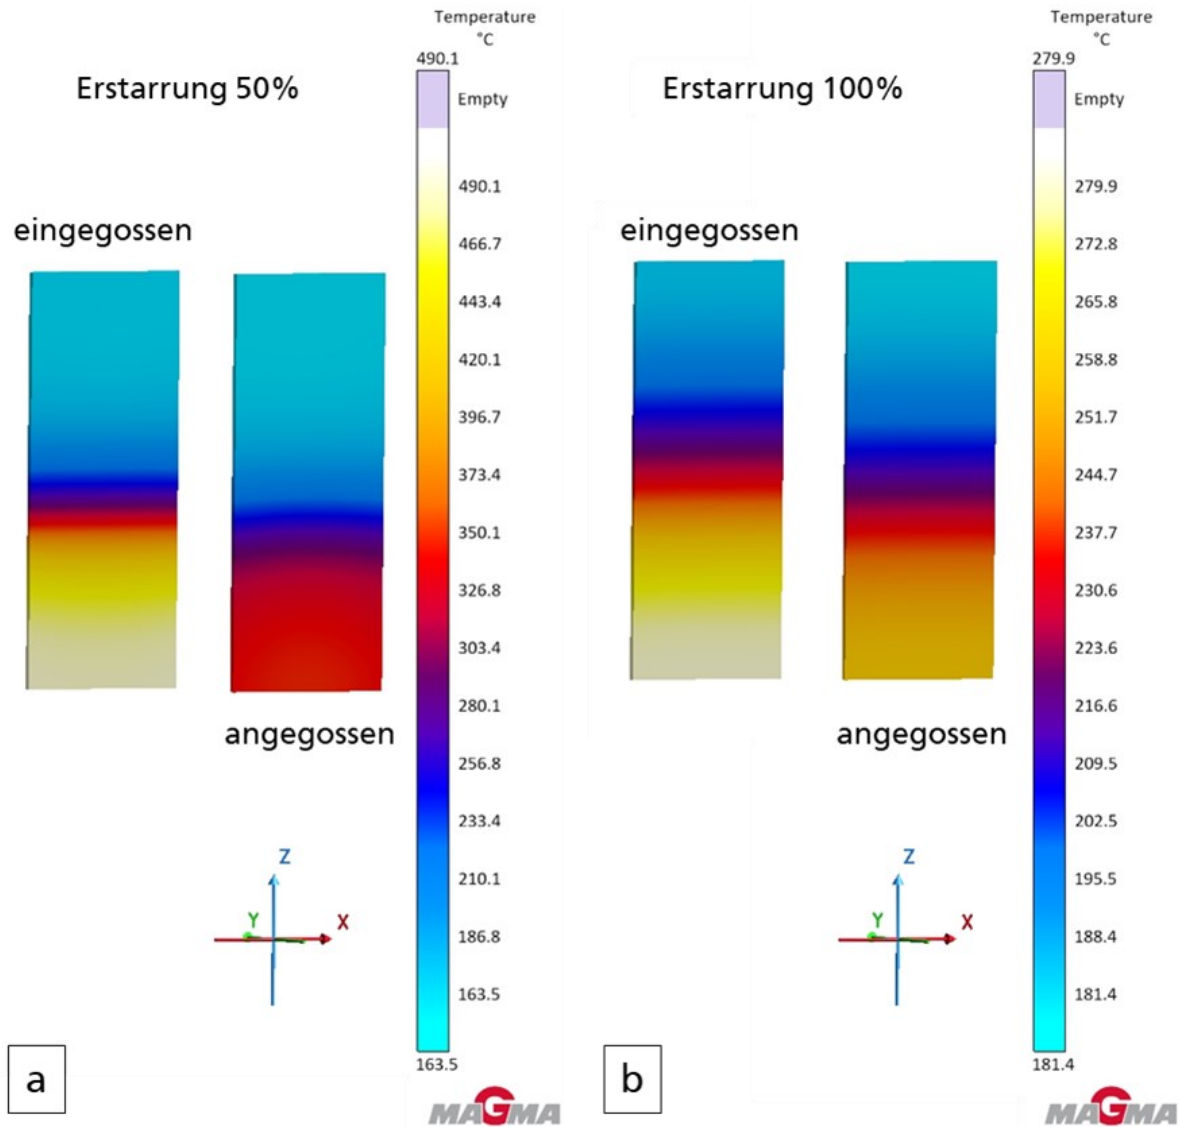 Temperature
°C
490.1
Erstarrung 50%
Empty
490.1
eingegossen
466.7
443.4
420.1
396.7
373.4
350.1
326.8
303.4
280.1
angegossen
256.8
233.4
210.1
186.8
163.5
163.5
Z
Y
X
a
MAGMA
Temperature
°C
279.9
Erstarrung 100%
Empty
279.9
eingegossen
272.8
265.8
258.8
251.7
244.7
237.7
230.6
223.6
216.6
angegossen
209.5
202.5
195.5
188.4
181.4
181.4
Z
Y
X
b
MAGMA